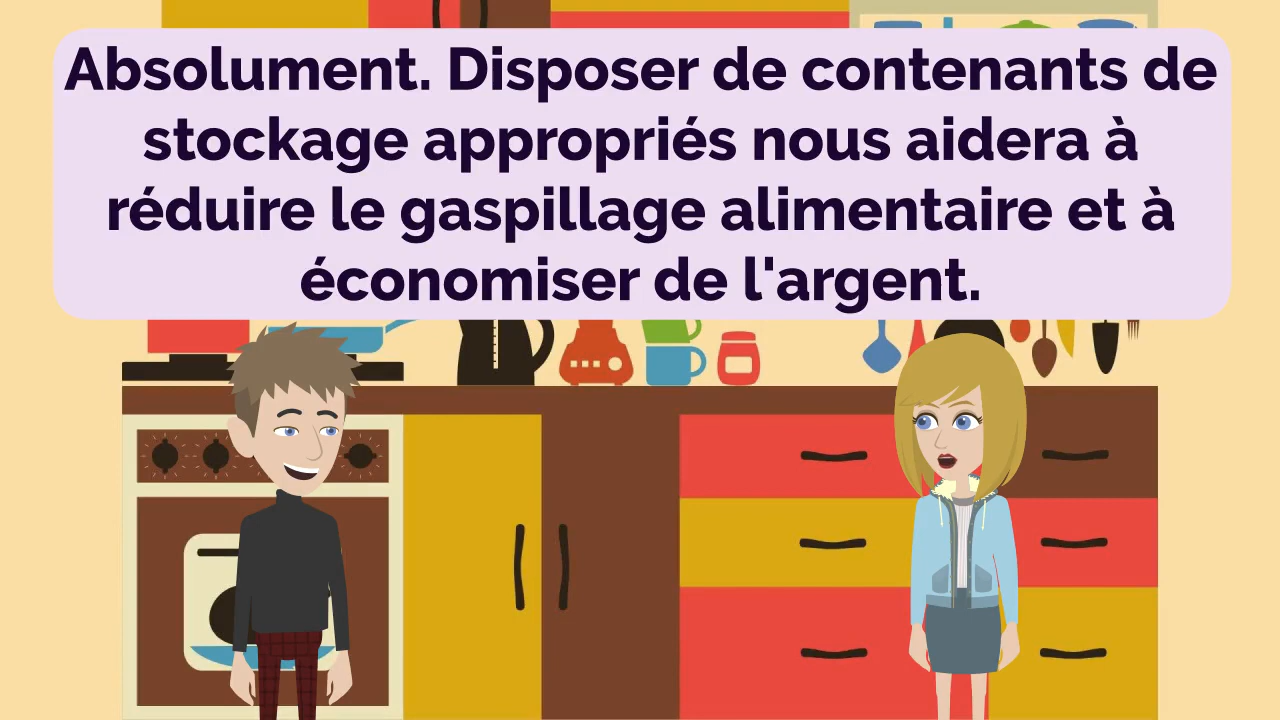 Absolument. Disposer de contenants de
stockage appropriés nous aidera à
réduire le gaspillage alimentaire et à
économiser de l'argent.